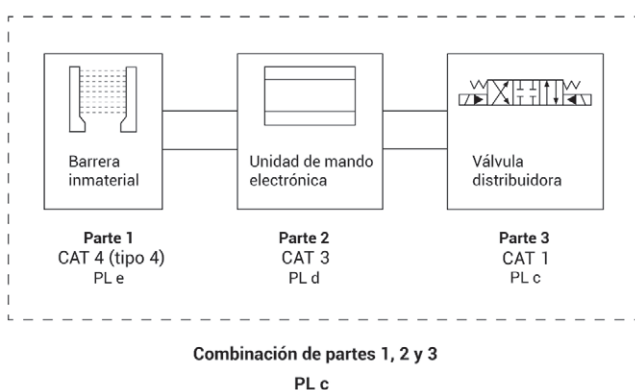 Barrera
inmaterial
Unidad de mando
electrónica
Válvula
distribuidora
Parte 1
CAT 4 (tipo 4)
PL e
Parte 2
CAT 3
PL d
Parte 3
CAT 1
PL c
Combinación de partes 1, 2 y 3
PL c